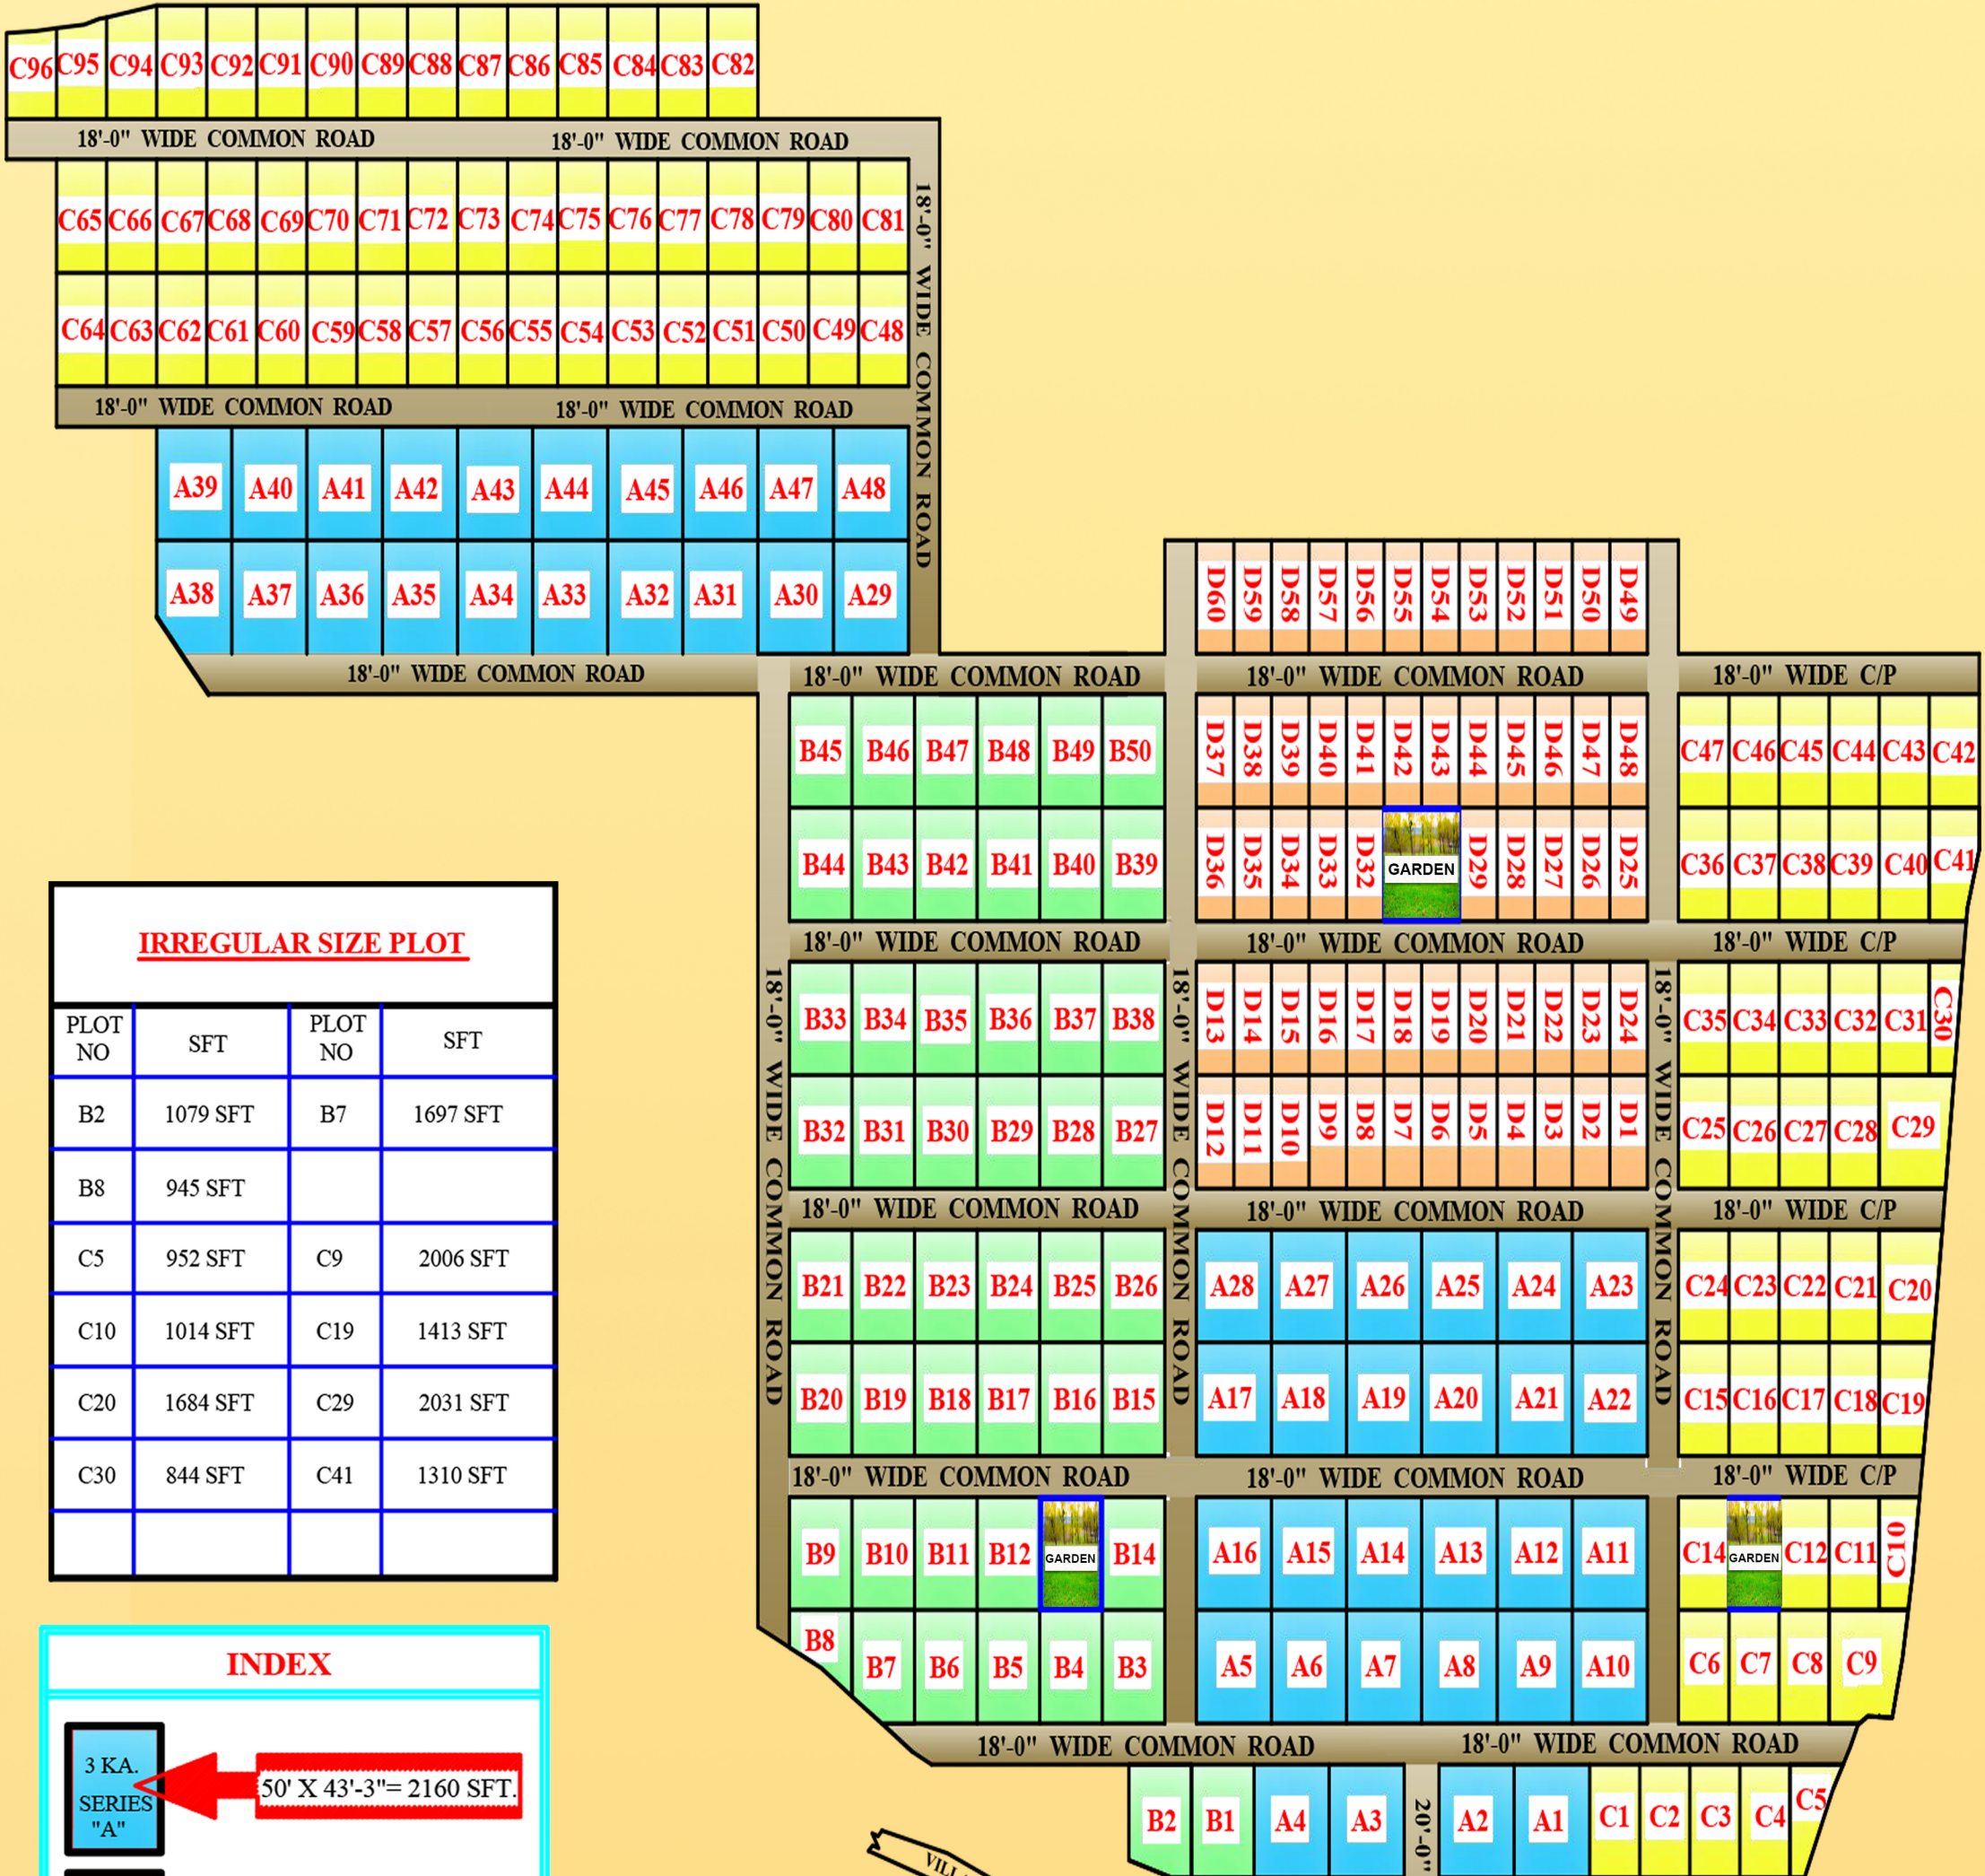 C96 C95 C94 C93 C92 C91 C90 C89 C88 C87 C86 C85 C84 C83 C82
18'-0" WIDE COMMON ROAD 18'-0" WIDE COMMON ROAD
C65 C66 C67 C68 C69 C70 C71 C72 C73 C74 C75 C76 C77 C78 C79 C80 C81
18'-0" WIDE COMMON ROAD
C64 C63 C62 C61 C60 C59 C58 C57 C56 C55 C54 C53 C52 C51 C50 C49 C48
18'-0" WIDE COMMON ROAD 18'-0" WIDE COMMON ROAD
A39 A40 A41 A42 A43 A44 A45 A46 A47 A48
A38 A37 A36 A35 A34 A33 A32 A31 A30 A29
D60 D59 D58 D57 D56 D55 D54 D53 D52 D51 D50 D49
18'-0" WIDE COMMON ROAD 18'-0" WIDE COMMON ROAD 18'-0" WIDE COMMON ROAD 18'-0" WIDE C/P
B45 B46 B47 B48 B49 B50 D37 D38 D39 D40 D41 D42 D43 D44 D45 D46 D47 D48 C47 C46 C45 C44 C43 C42
B44 B43 B42 B41 B40 B39 D36 D35 D34 D33 D32 GARDEN D29 D28 D27 D26 D25 C36 C37 C38 C39 C40 C41
18'-0" WIDE COMMON ROAD 18'-0" WIDE COMMON ROAD 18'-0" WIDE C/P
18'-0" WIDE COMMON ROAD
18'-0" WIDE COMMON ROAD
18'-0" WIDE COMMON ROAD
B33 B34 B35 B36 B37 B38 D13 D14 D15 D16 D17 D18 D19 D20 D21 D22 D23 D24 C35 C34 C33 C32 C31 C30
B32 B31 B30 B29 B28 B27 D12 D11 D10 D9 D8 D7 D6 D5 D4 D3 D2 D1 C25 C26 C27 C28 C29
18'-0" WIDE COMMON ROAD 18'-0" WIDE COMMON ROAD 18'-0" WIDE C/P
B21 B22 B23 B24 B25 B26 A28 A27 A26 A25 A24 A23 C24 C23 C22 C21 C20
B20 B19 B18 B17 B16 B15 A17 A18 A19 A20 A21 A22 C15 C16 C17 C18 C19
18'-0" WIDE COMMON ROAD 18'-0" WIDE COMMON ROAD 18'-0" WIDE C/P
B9 B10 B11 B12 GARDEN B14 A16 A15 A14 A13 A12 A11 C14 GARDEN C12 C11 C10
B8 B7 B6 B5 B4 B3 A5 A6 A7 A8 A9 A10 C6 C7 C8 C9
18'-0" WIDE COMMON ROAD 18'-0" WIDE COMMON ROAD
B2 B1 A4 A3 20'-0" A2 A1 C1 C2 C3 C4 C5
IRREGULAR SIZE PLOT
PLOT NO SFT PLOT NO SFT
B2 1079 SFT B7 1697 SFT
B8 945 SFT
C5 952 SFT C9 2006 SFT
C10 1014 SFT C19 1413 SFT
C20 1684 SFT C29 2031 SFT
C30 844 SFT C41 1310 SFT
INDEX
3 KA.
SERIES
"A"
50' X 43'-3"= 2160 SFT.